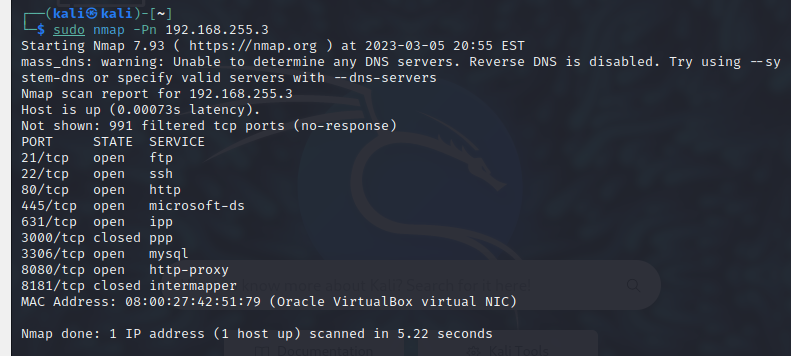 ┌──(kali㉿kali)-[~]
└─$ sudo nmap -Pn 192.168.255.3
Starting Nmap 7.93 ( https://nmap.org ) at 2023-03-05 20:55 EST
mass_dns: warning: Unable to determine any DNS servers. Reverse DNS is disabled. Try using --sy
stem-dns or specify valid servers with --dns-servers
Nmap scan report for 192.168.255.3
Host is up (0.00073s latency).
Not shown: 991 filtered tcp ports (no-response)
PORT     STATE  SERVICE
21/tcp   open   ftp
22/tcp   open   ssh
80/tcp   open   http
445/tcp  open   microsoft-ds
631/tcp  open   ipp
3000/tcp closed ppp
3306/tcp open   mysql
8080/tcp open   http-proxy
8181/tcp closed intermapper
MAC Address: 08:00:27:42:51:79 (Oracle VirtualBox virtual NIC)
Nmap done: 1 IP address (1 host up) scanned in 5.22 seconds